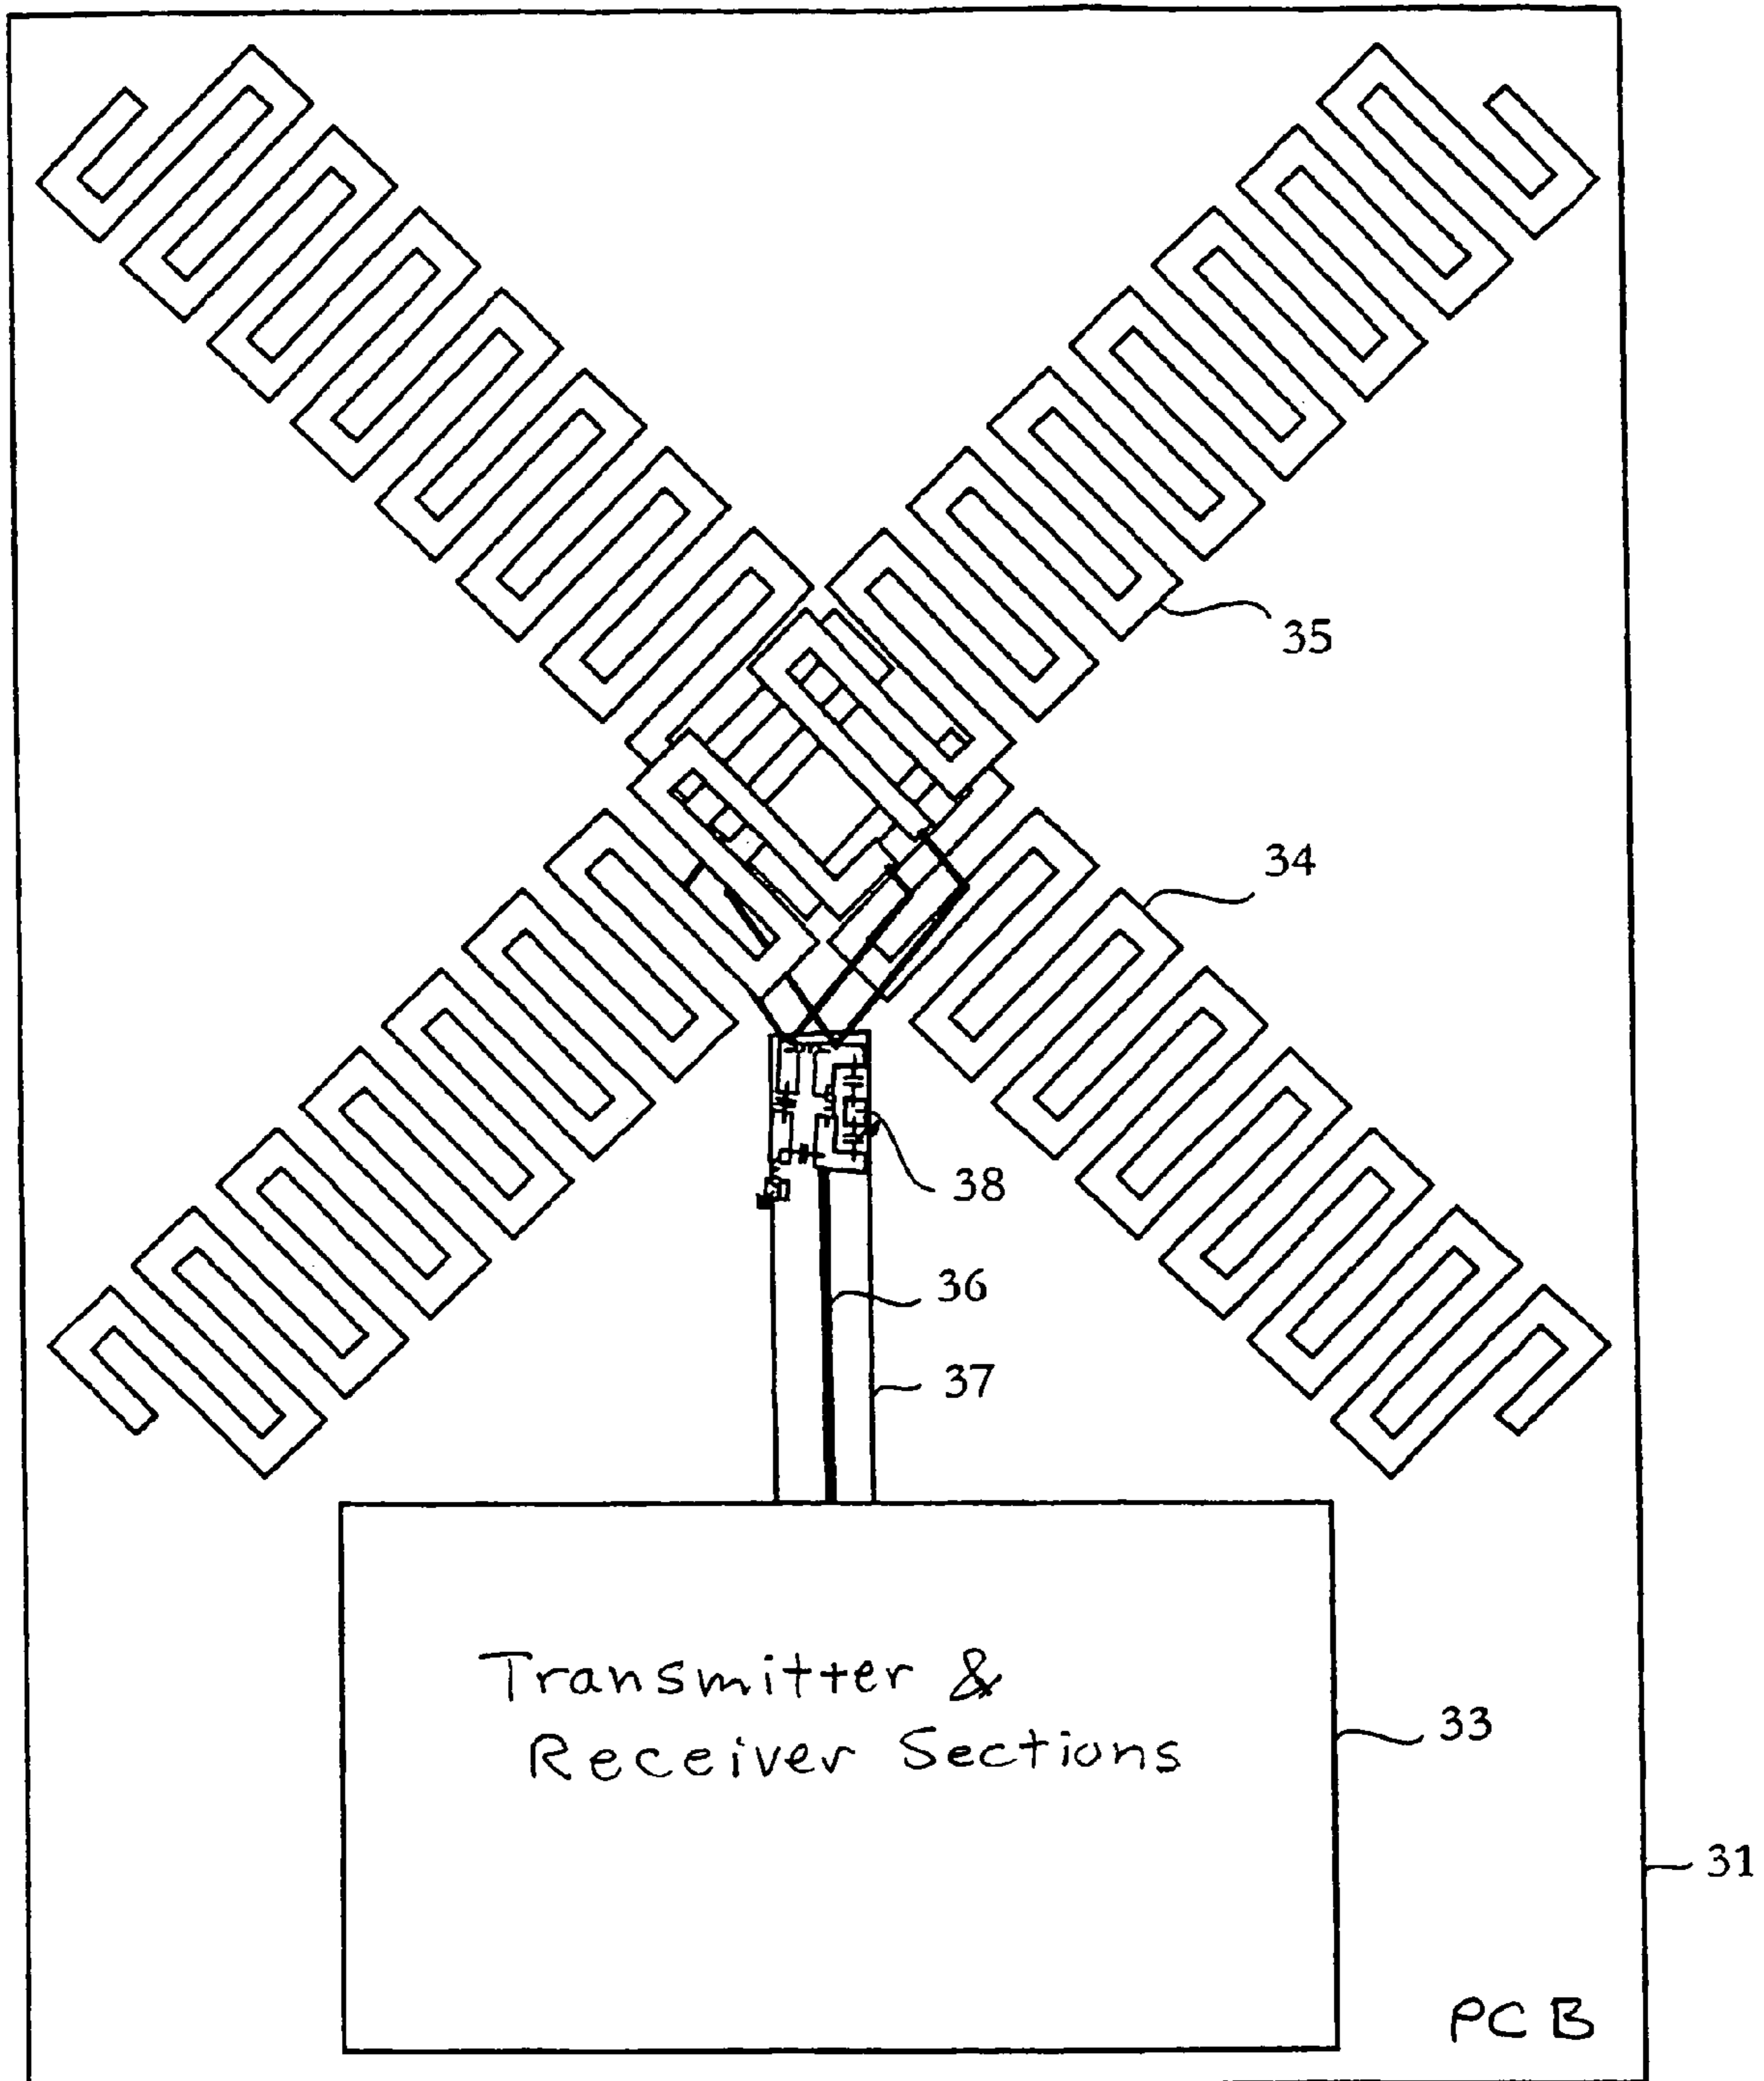 35
34
38
36
37
Transmitter &
Receiver Sections
33
31
PCB